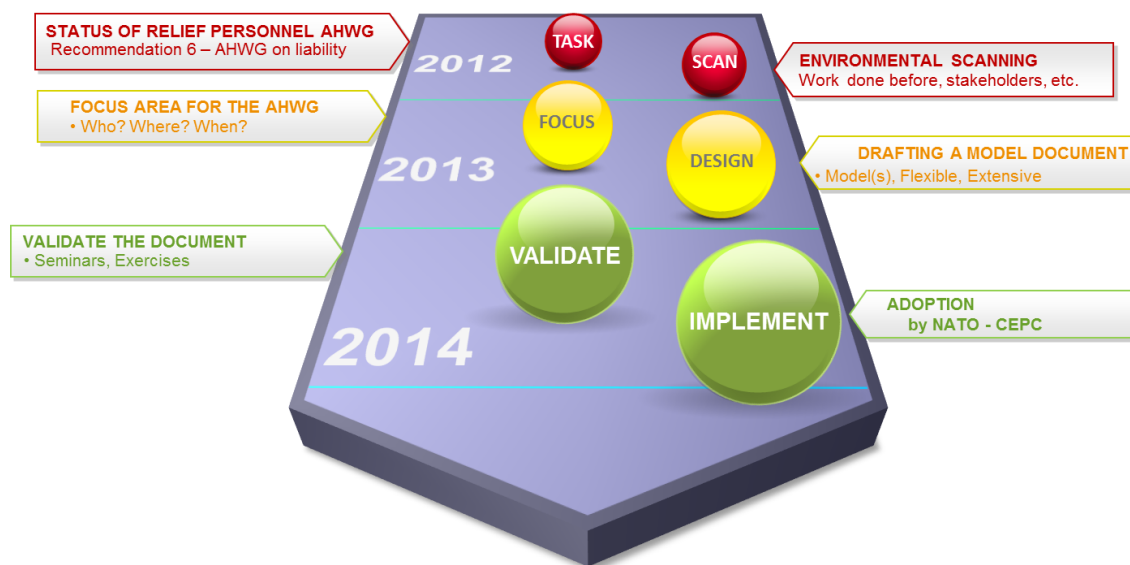 STATUS OF RELIEF PERSONNEL AHWG
Recommendation 6 – AHWG on liability
TASK
2012
SCAN
ENVIRONMENTAL SCANNING
Work done before, stakeholders, etc.
FOCUS AREA FOR THE AHWG
• Who? Where? When?
FOCUS
2013
DESIGN
DRAFTING A MODEL DOCUMENT
• Model(s), Flexible, Extensive
VALIDATE THE DOCUMENT
• Seminars, Exercises
VALIDATE
2014
IMPLEMENT
ADOPTION
by NATO - CEPC